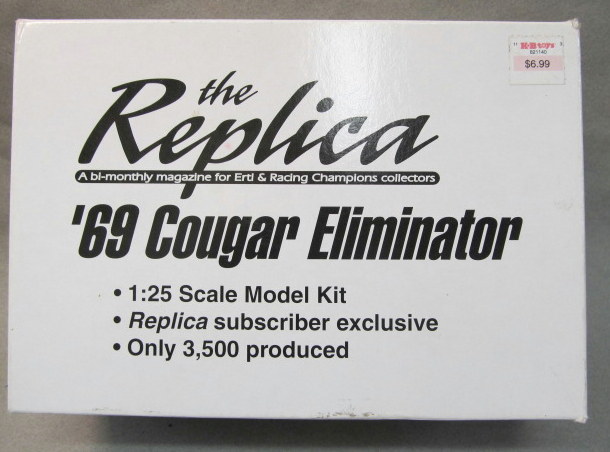 K·B toys
$6.99
the
Replica
A bi-monthly magazine for Ertl & Racing Champions collectors
'69 Cougar Eliminator
• 1:25 Scale Model Kit
• Replica subscriber exclusive
• Only 3,500 produced